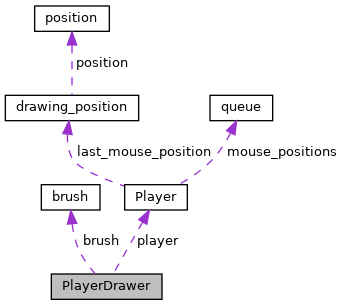 position
position
drawing_position
queue
last_mouse_position
mouse_positions
brush
Player
brush
player
PlayerDrawer